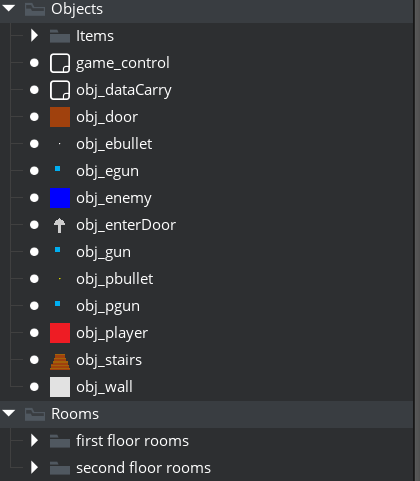 Objects
Items
game_control
obj_dataCarry
obj_door
obj_ebullet
obj_egun
obj_enemy
obj_enterDoor
obj_gun
obj_pbullet
obj_pgun
obj_player
obj_stairs
obj_wall
Rooms
first floor rooms
second floor rooms